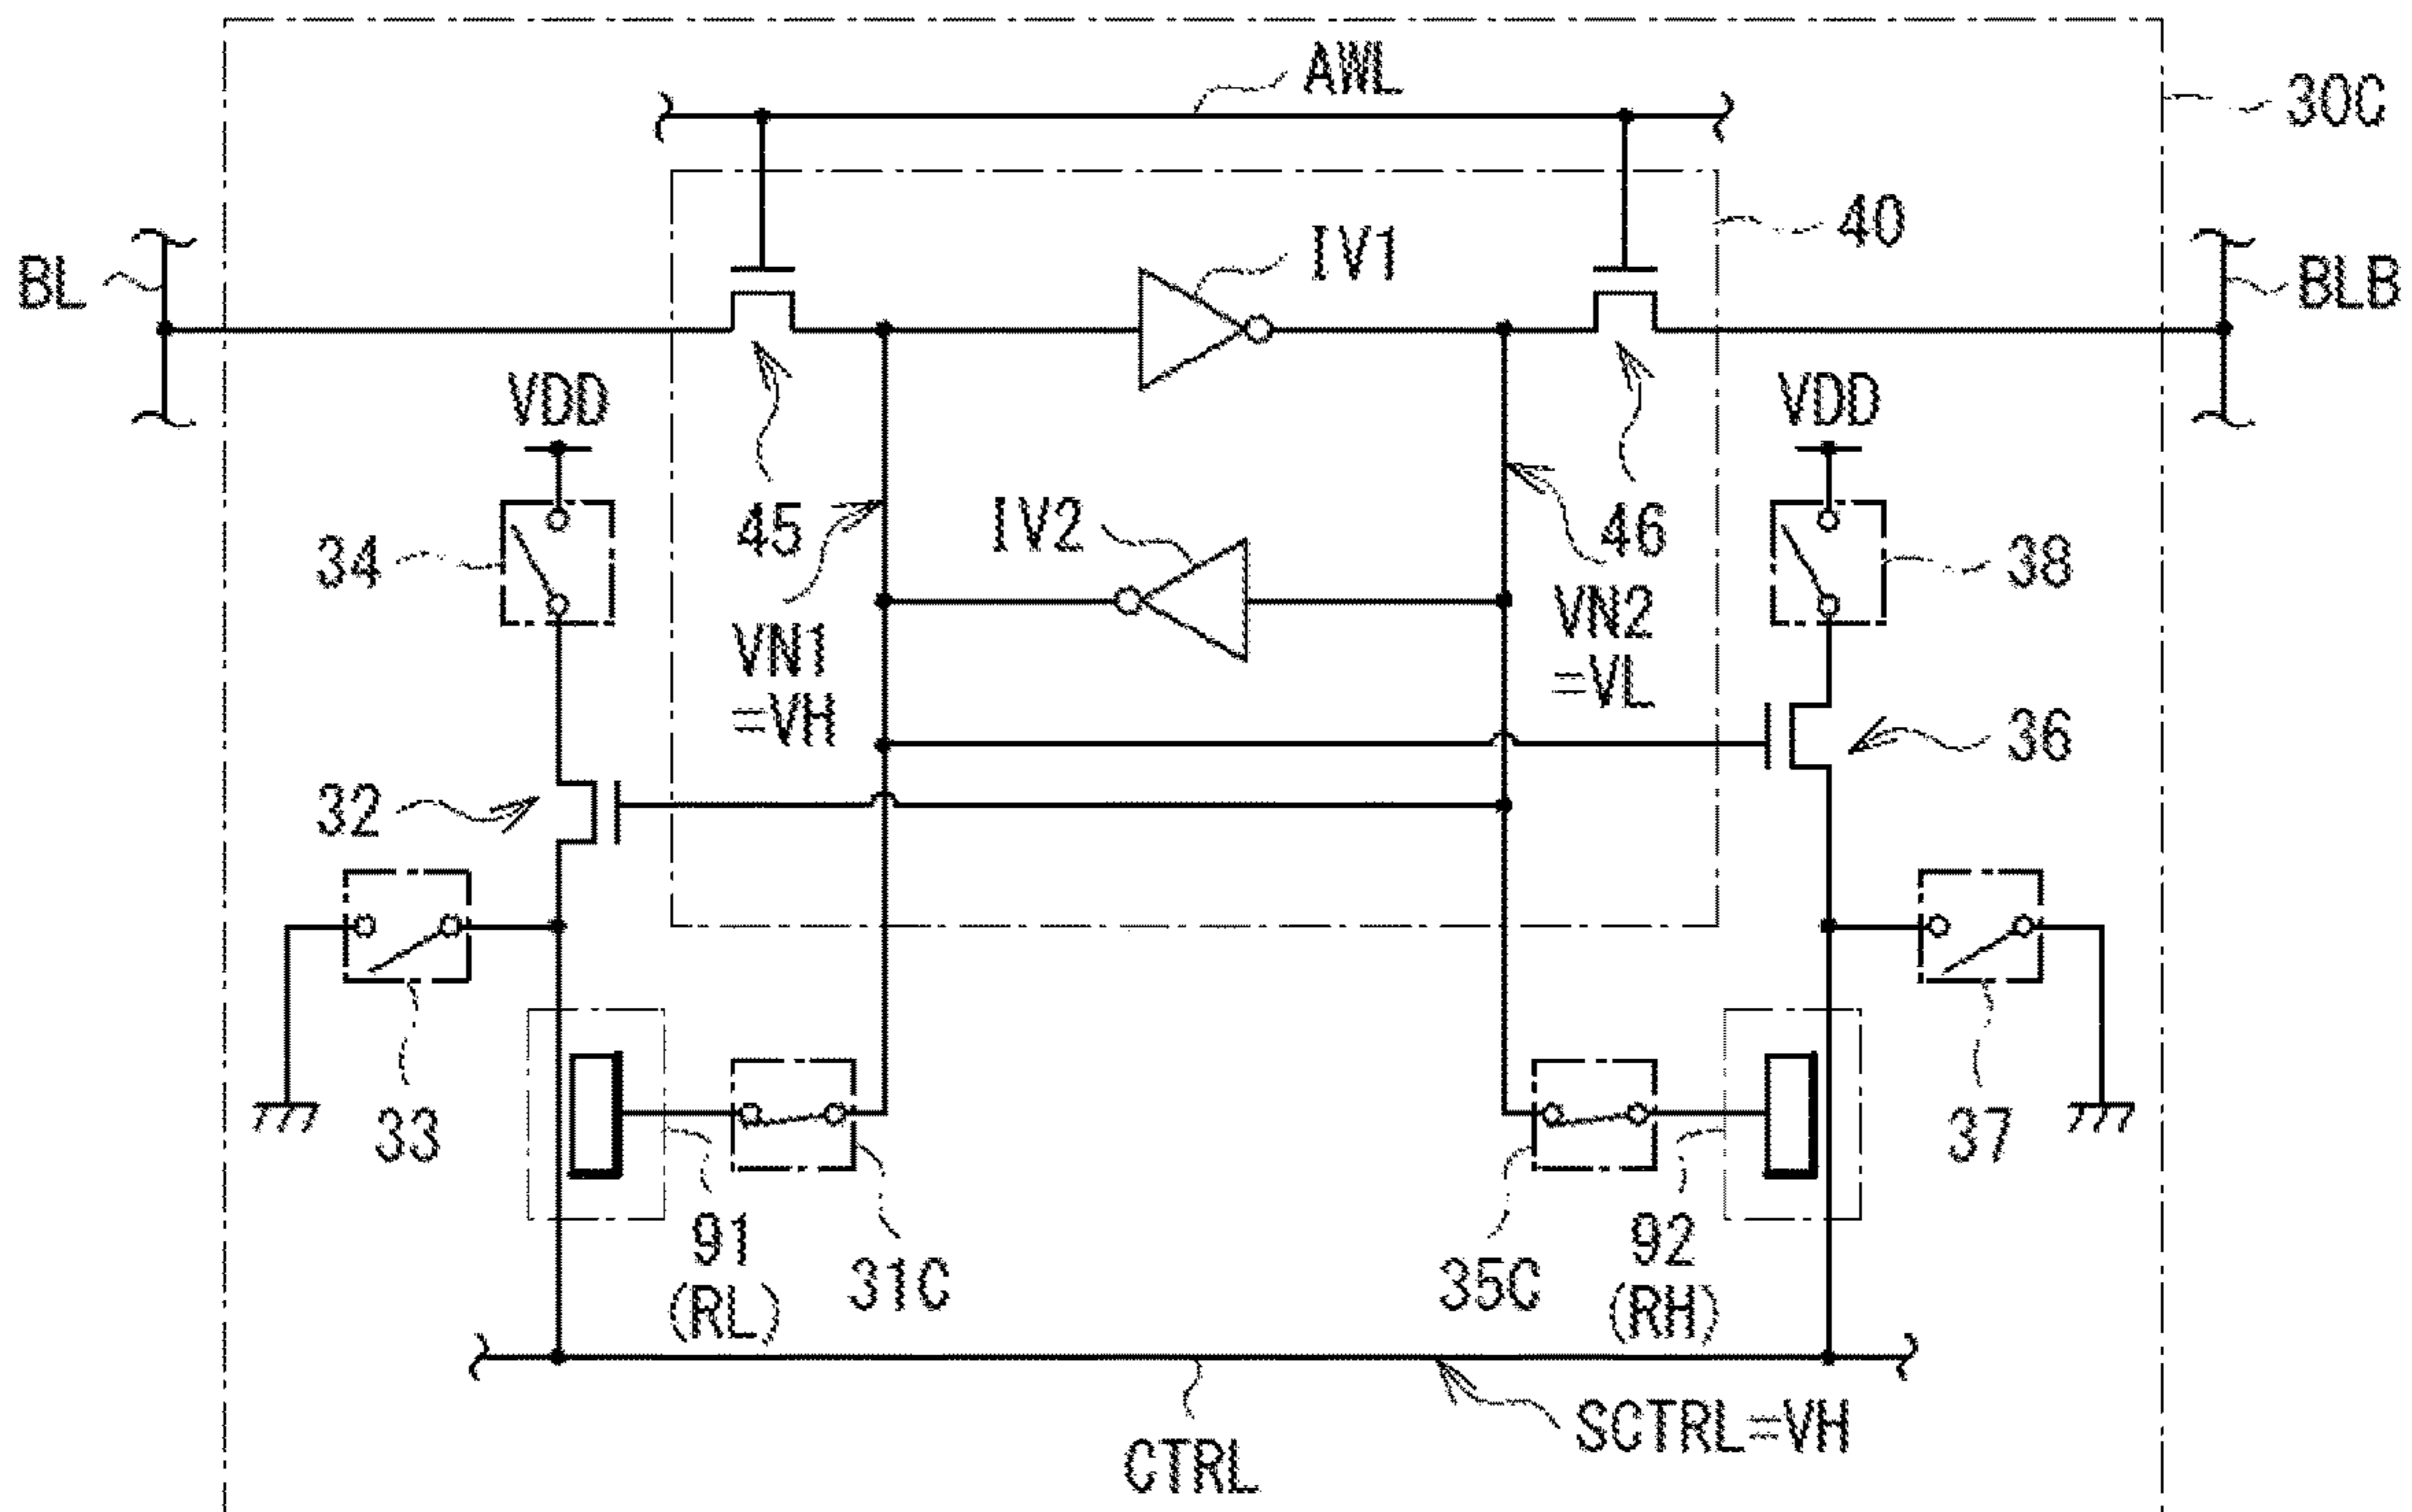 AWL
30C
40
IV1
BL
BLB
VDD
VDD
34
45
IV2
46
38
VN1
=VH
VN2
=VL
32
36
33
37
91
(RL)
31C
35C
92
(RH)
CTRL
SCTRL=VH